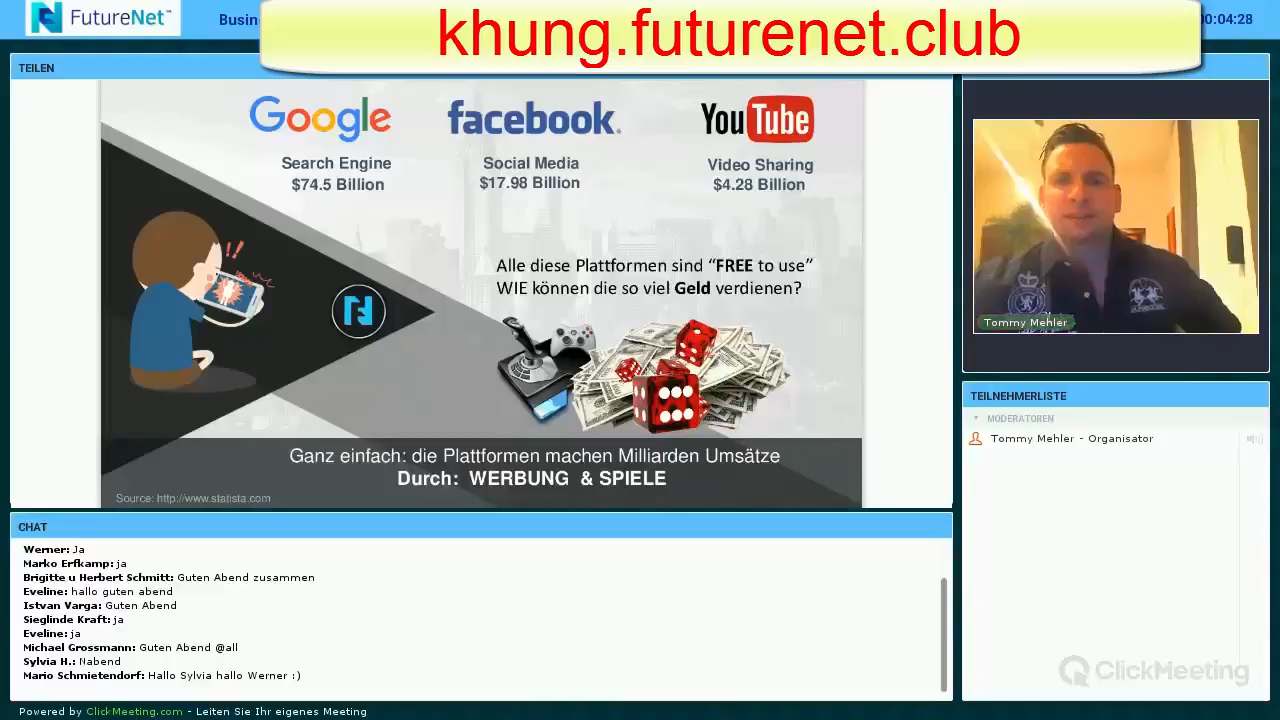 FutureNet™
khung.futurenet.club
00:04:28
TEILEN
Google
Search Engine
$74.5 Billion
facebook.
Social Media
$17.98 Billion
YouTube
Video Sharing
$4.28 Billion
Alle diese Plattformen sind “FREE to use”
WIE können die so viel Geld verdienen?
Ganz einfach: die Plattformen machen Milliarden Umsätze
Durch: WERBUNG & SPIELE
Source: http://www.statista.com
Tommy Mehler
TEILNEHMERLISTE
MODERATOREN
Tommy Mehler - Organisator
CHAT
Werner: Ja
Marko Erfkamp: ja
Brigitte u Herbert Schmitt: Guten Abend zusammen
Eveline: hallo guten abend
Istvan Varga: Guten Abend
Sieglinde Kraft: ja
Eveline: ja
Michael Grossmann: Guten Abend @all
Sylvia H.: Nabend
Mario Schmietendorf: Hallo Sylvia hallo Werner :)
ClickMeeting
Powered by ClickMeeting.com - Leiten Sie Ihr eigenes Meeting